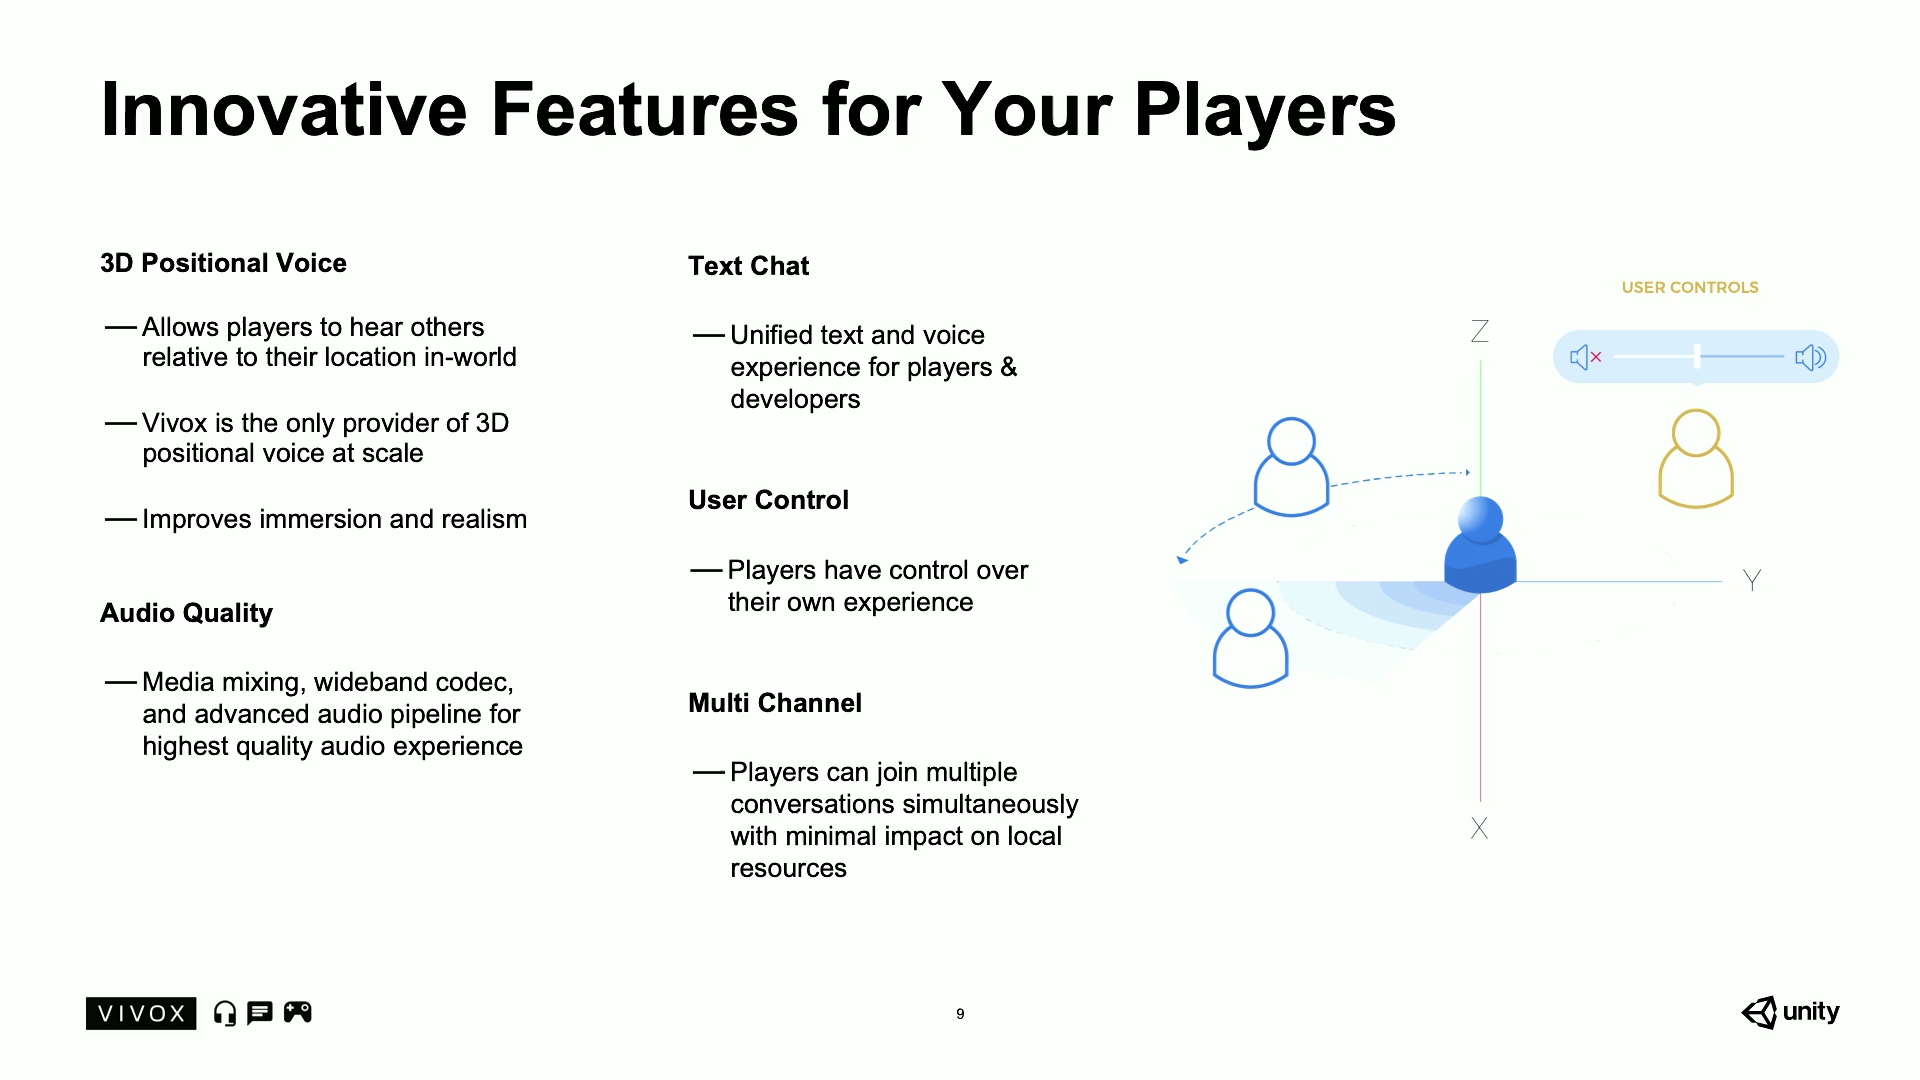 Innovative Features for Your Players
3D Positional Voice
— Allows players to hear others
relative to their location in-world
— Vivox is the only provider of 3D
positional voice at scale
— Improves immersion and realism
Audio Quality
— Media mixing, wideband codec,
and advanced audio pipeline for
highest quality audio experience
Text Chat
— Unified text and voice
experience for players &
developers
User Control
— Players have control over
their own experience
Multi Channel
— Players can join multiple
conversations simultaneously
with minimal impact on local
resources
USER CONTROLS
Z
Y
X
VIVOX
9
unity